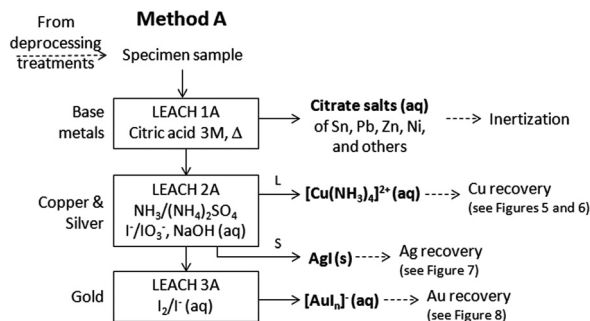 From
deprocessing
treatments
Method A
Specimen sample
Base
metals
LEACH 1A
Citric acid 3M, Δ
Citrate salts (aq)
of Sn, Pb, Zn, Ni,
and others
Inertization
Copper &
Silver
LEACH 2A
NH₃/(NH₄)₂SO₄
I⁻/IO₃⁻, NaOH (aq)
L
[Cu(NH₃)₄]²⁺ (aq)
Cu recovery
(see Figures 5 and 6)
S
AgI (s)
Ag recovery
(see Figure 7)
Gold
LEACH 3A
I₂/I⁻ (aq)
[AuIₙ]⁻ (aq)
Au recovery
(see Figure 8)